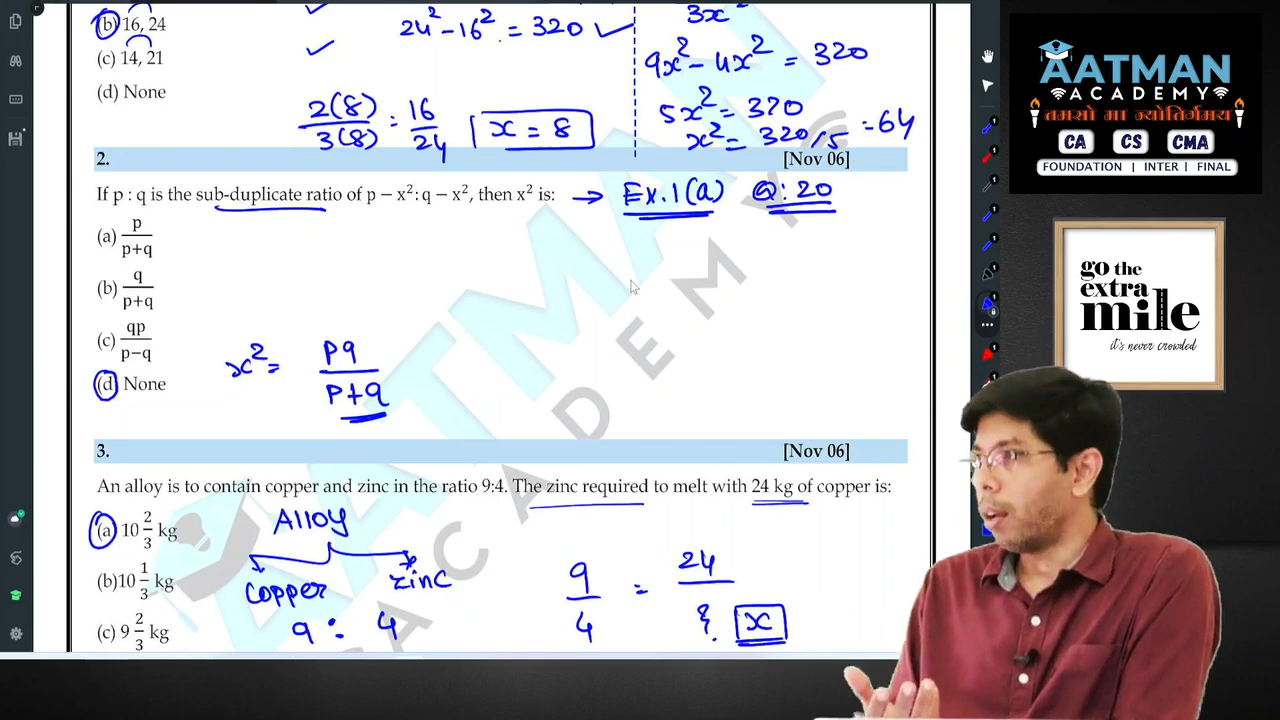 (b) 16, 24
24² - 16² = 320
3x²
(c) 14, 21
9x² - 4x² = 320
(d) None
2(8)/3(8) = 16/24
x = 8
5x² = 320
x² = 320/5 = 64
2. [Nov 06]
If p : q is the sub-duplicate ratio of p − x² : q − x², then x² is: → Ex.1(a) Q:20
(a) p/p+q
(b) q/p+q
(c) qp/p−q
x² = pq/p+q
(d) None
3. [Nov 06]
An alloy is to contain copper and zinc in the ratio 9:4. The zinc required to melt with 24 kg of copper is:
(a) 10 2/3 kg
Alloy
(b) 10 1/3 kg
copper zinc
9/4 = 24/? x
(c) 9 2/3 kg
9 : 4
AATMAN ACADEMY
AATMAN
ACADEMY
तमसो मा ज्योतिर्गमय
CA CS CMA
FOUNDATION | INTER | FINAL
go the
extra
mile
it's never crowded